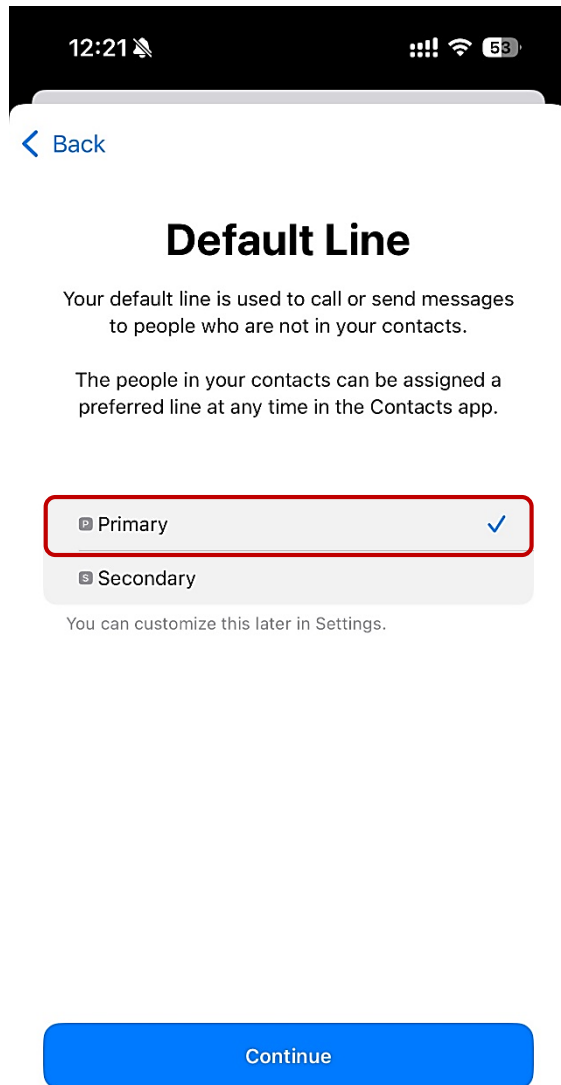 12:21
53
Back
Default Line
Your default line is used to call or send messages
to people who are not in your contacts.
The people in your contacts can be assigned a
preferred line at any time in the Contacts app.
P Primary
S Secondary
You can customize this later in Settings.
Continue